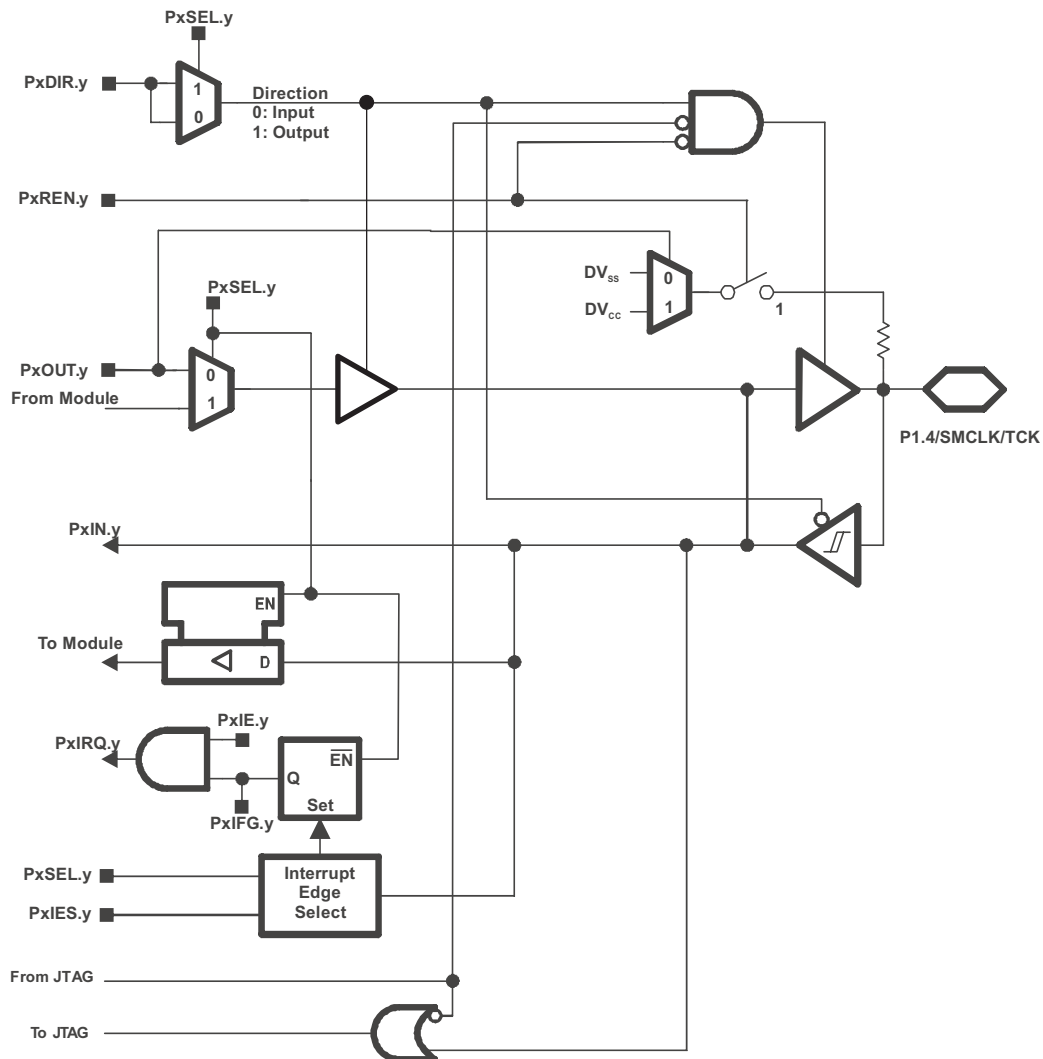 PxSEL.y
PxDIR.y
1
0
Direction
0: Input
1: Output
PxREN.y
DVss
DVcc
0
1
1
PxSEL.y
PxOUT.y
From Module
0
1
P1.4/SMCLK/TCK
PxIN.y
EN
To Module
D
PxIE.y
PxIRQ.y
EN
Q
Set
PxIFG.y
PxSEL.y
PxIES.y
Interrupt
Edge
Select
From JTAG
To JTAG